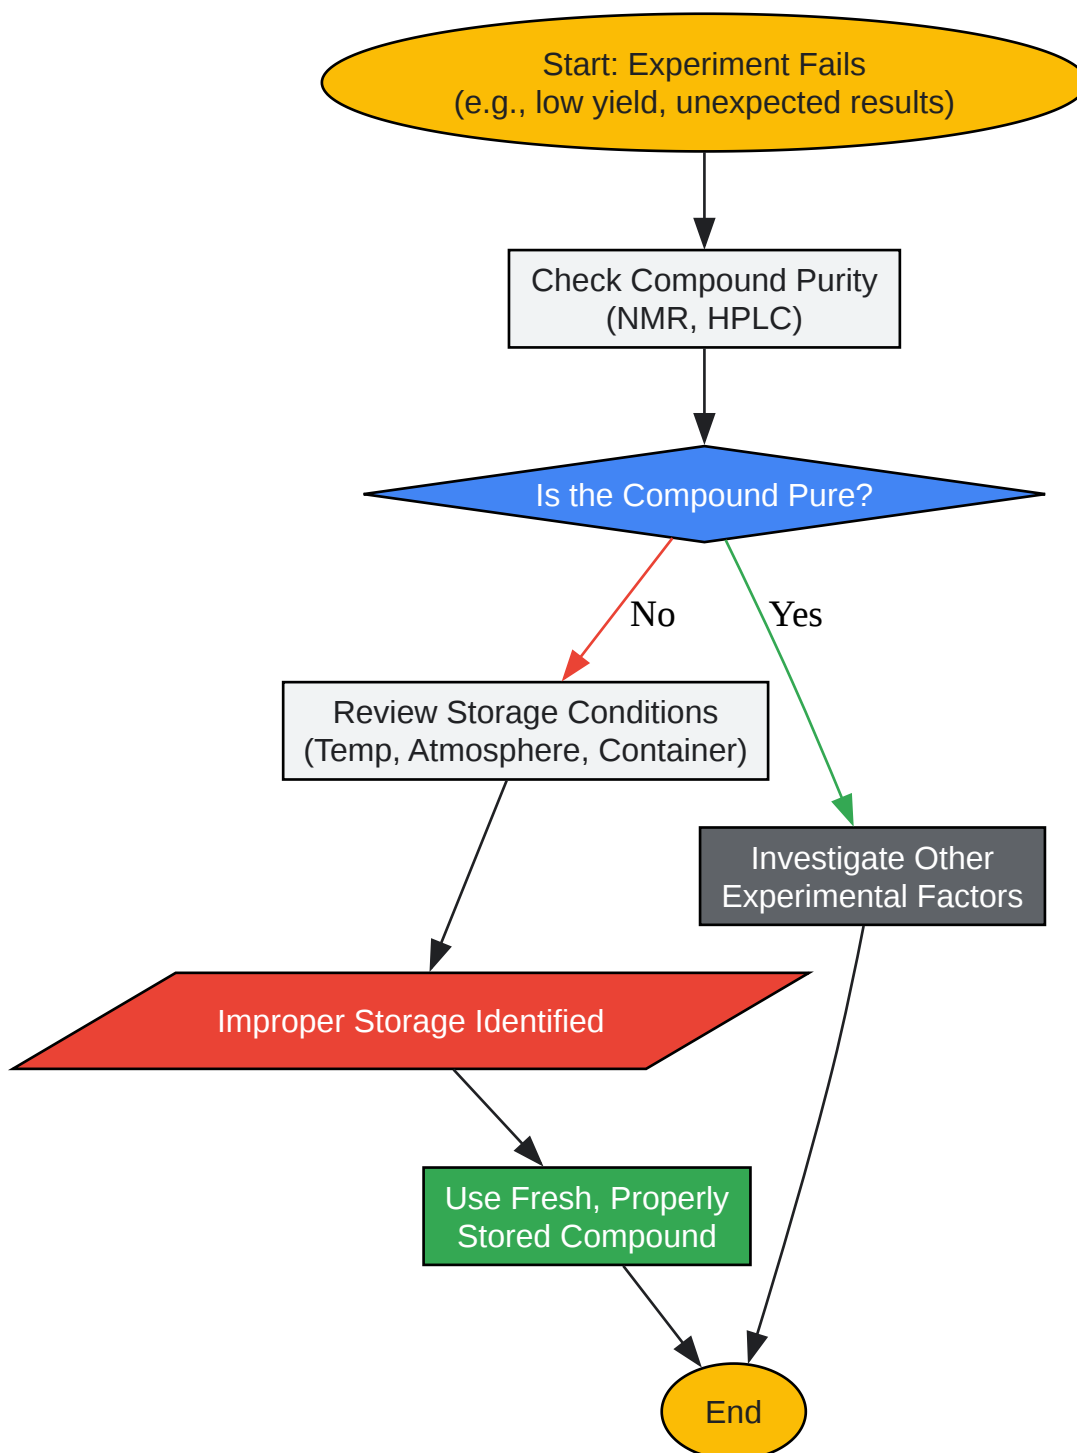 Start: Experiment Fails
(e.g., low yield, unexpected results)
Check Compound Purity
(NMR, HPLC)
Is the Compound Pure?
No
Yes
Review Storage Conditions
(Temp, Atmosphere, Container)
Investigate Other
Experimental Factors
Improper Storage Identified
Use Fresh, Properly
Stored Compound
End